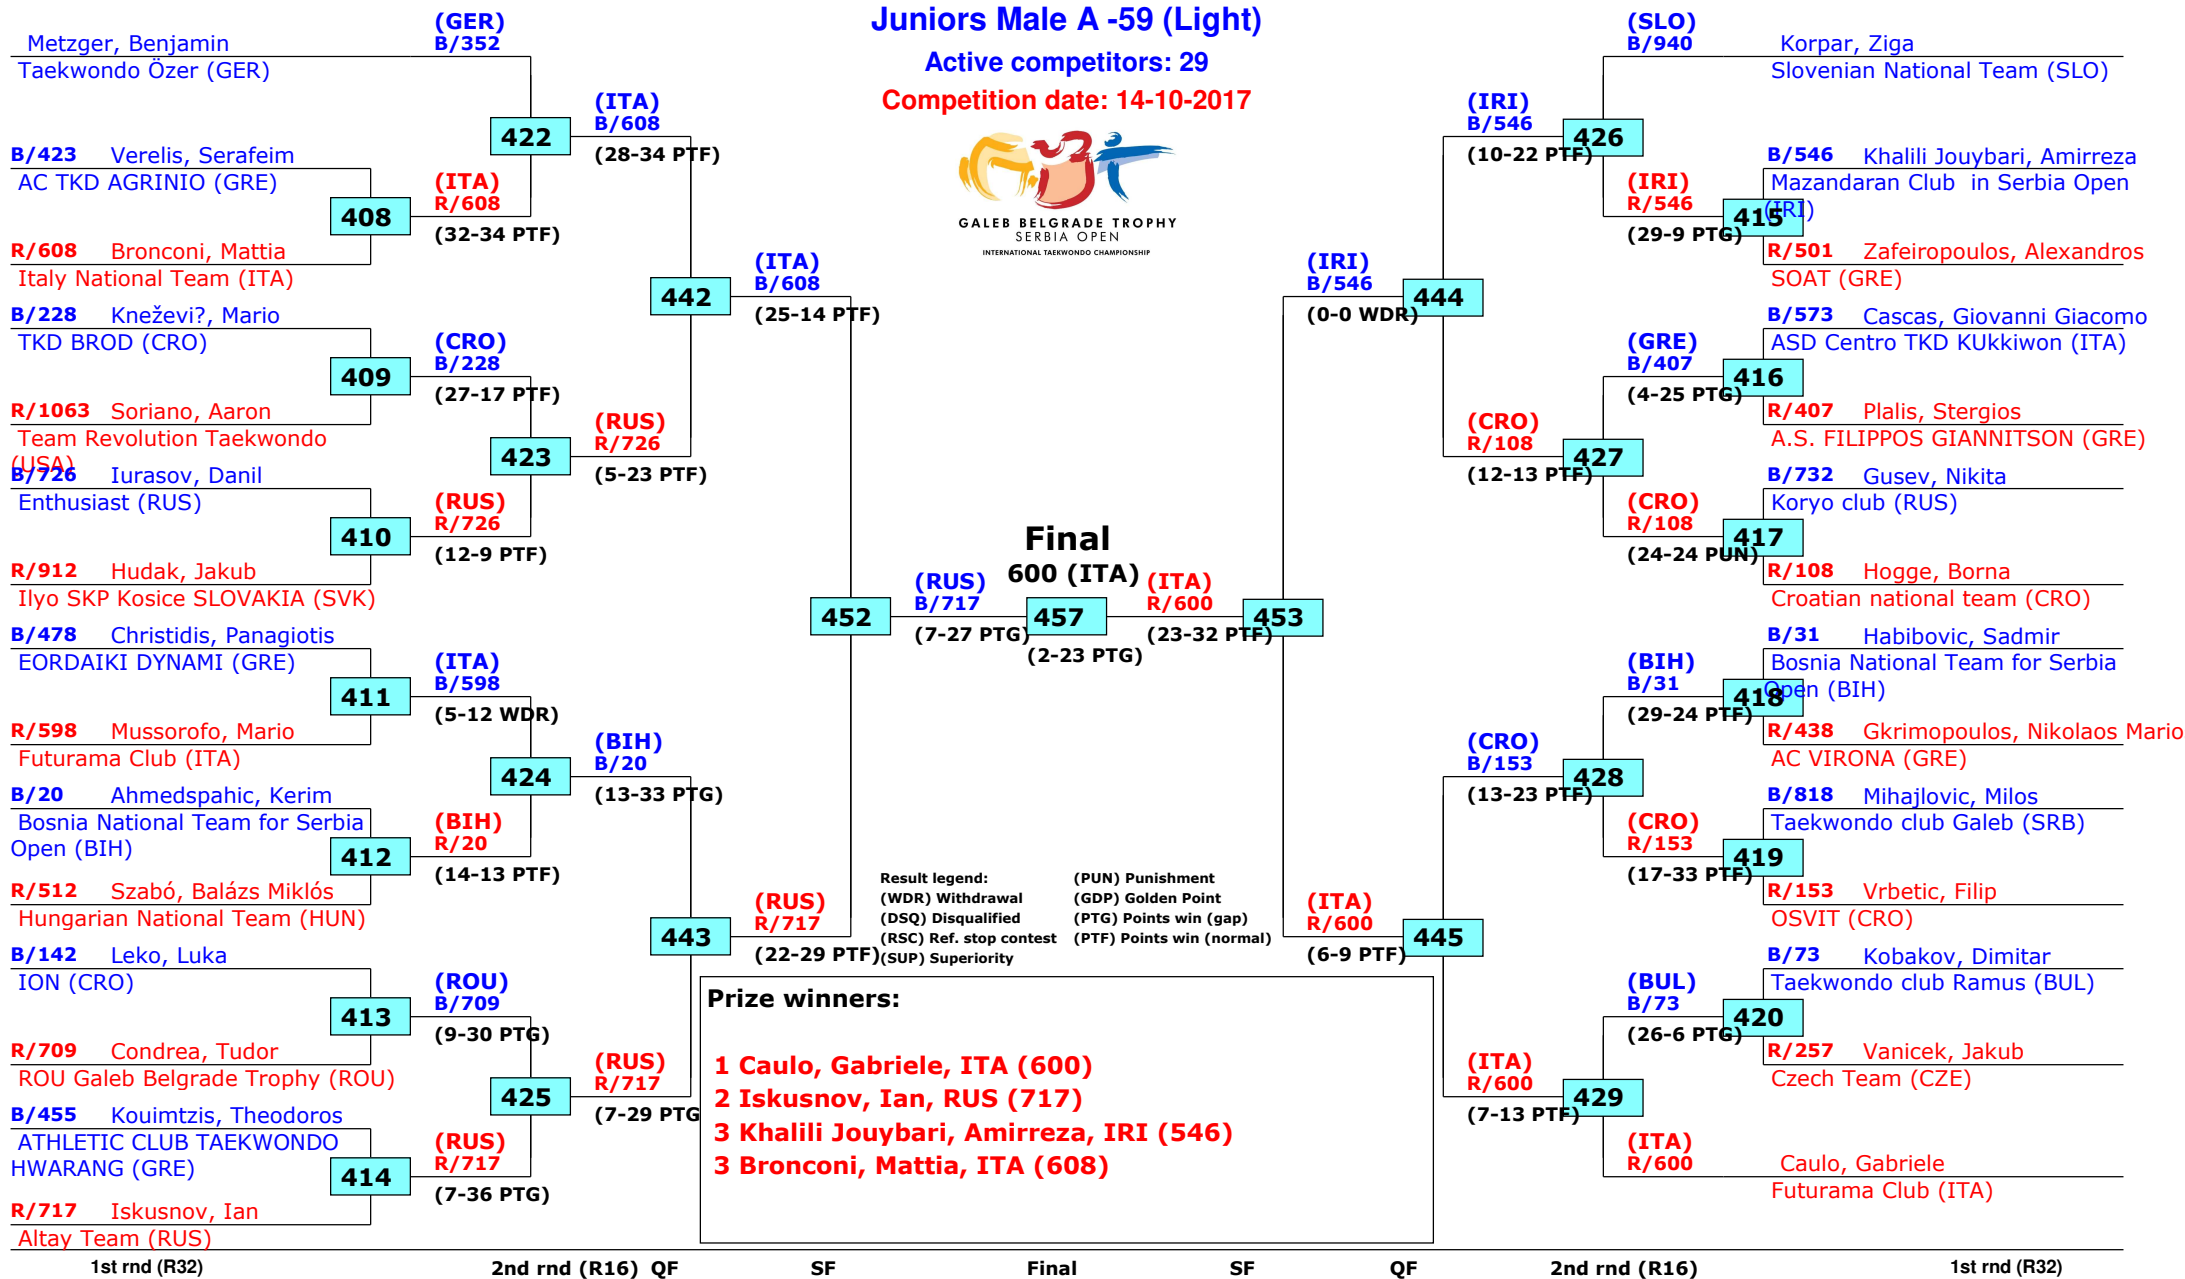 Juniors Male A -59 (Light)
Active competitors: 29
Competition date: 14-10-2017
GALEB BELGRADE TROPHY
SERBIA OPEN
INTERNATIONAL TAEKWONDO CHAMPIONSHIP
Metzger, Benjamin
Taekwondo Özer (GER)
B/423 Verelis, Serafeim
AC TKD AGRINIO (GRE)
408
R/608 Bronconi, Mattia
Italy National Team (ITA)
B/228 Kneževi?, Mario
TKD BROD (CRO)
409
R/1063 Soriano, Aaron
Team Revolution Taekwondo
(USA)
B/726 Iurasov, Danil
Enthusiast (RUS)
410
R/912 Hudak, Jakub
Ilyo SKP Kosice SLOVAKIA (SVK)
B/478 Christidis, Panagiotis
EORDAIKI DYNAMI (GRE)
411
R/598 Mussorofo, Mario
Futurama Club (ITA)
B/20 Ahmedspahic, Kerim
Bosnia National Team for Serbia
Open (BIH)
412
R/512 Szabó, Balázs Miklós
Hungarian National Team (HUN)
B/142 Leko, Luka
ION (CRO)
413
R/709 Condrea, Tudor
ROU Galeb Belgrade Trophy (ROU)
B/455 Kouimtzis, Theodoros
ATHLETIC CLUB TAEKWONDO
HWARANG (GRE)
414
R/717 Iskusnov, Ian
Altay Team (RUS)
(GER)
B/352
422
(ITA)
R/608
(32-34 PTF)
(CRO)
B/228
(27-17 PTF)
423
(RUS)
R/726
(12-9 PTF)
(ITA)
B/598
(5-12 WDR)
424
(BIH)
R/20
(14-13 PTF)
(ROU)
B/709
(9-30 PTG)
425
(RUS)
R/717
(7-36 PTG)
(ITA)
B/608
(28-34 PTF)
442
(RUS)
R/726
(5-23 PTF)
(BIH)
B/20
(13-33 PTG)
443
(RUS)
R/717
(7-29 PTG
(ITA)
B/608
(25-14 PTF)
452
(RUS)
R/717
(22-29 PTF)
(RUS)
B/717
(7-27 PTG)
Final
600 (ITA)
457
(2-23 PTG)
(ITA)
R/600
(23-32 PTF)
453
(IRI)
B/546
(0-0 WDR)
444
(ITA)
R/600
(6-9 PTF)
445
(IRI)
B/546
(10-22 PTF)
426
(CRO)
R/108
(12-13 PTF)
427
(CRO)
B/153
(13-23 PTF)
428
(ITA)
R/600
(7-13 PTF)
429
(SLO)
B/940
(IRI)
R/546
(29-9 PTG)
415
(GRE)
B/407
(4-25 PTG)
416
(CRO)
R/108
(24-24 PUN)
417
(BIH)
B/31
(29-24 PTF)
418
(CRO)
R/153
(17-33 PTF)
419
(BUL)
B/73
(26-6 PTG)
420
(ITA)
R/600
Korpar, Ziga
Slovenian National Team (SLO)
B/546 Khalili Jouybari, Amirreza
Mazandaran Club in Serbia Open
(IRI)
R/501 Zafeiropoulos, Alexandros
SOAT (GRE)
B/573 Cascas, Giovanni Giacomo
ASD Centro TKD KUkkiwon (ITA)
R/407 Plalis, Stergios
A.S. FILIPPOS GIANNITSON (GRE)
B/732 Gusev, Nikita
Koryo club (RUS)
R/108 Hogge, Borna
Croatian national team (CRO)
B/31 Habibovic, Sadmir
Bosnia National Team for Serbia
Open (BIH)
R/438 Gkrimopoulos, Nikolaos Mario
AC VIRONA (GRE)
B/818 Mihajlovic, Milos
Taekwondo club Galeb (SRB)
R/153 Vrbetic, Filip
OSVIT (CRO)
B/73 Kobakov, Dimitar
Taekwondo club Ramus (BUL)
R/257 Vanicek, Jakub
Czech Team (CZE)
Caulo, Gabriele
Futurama Club (ITA)
Result legend: (PUN) Punishment
(WDR) Withdrawal (GDP) Golden Point
(DSQ) Disqualified (PTG) Points win (gap)
(RSC) Ref. stop contest (PTF) Points win (normal)
(SUP) Superiority
Prize winners:
1 Caulo, Gabriele, ITA (600)
2 Iskusnov, Ian, RUS (717)
3 Khalili Jouybari, Amirreza, IRI (546)
3 Bronconi, Mattia, ITA (608)
1st rnd (R32) 2nd rnd (R16) QF SF Final SF QF 2nd rnd (R16) 1st rnd (R32)